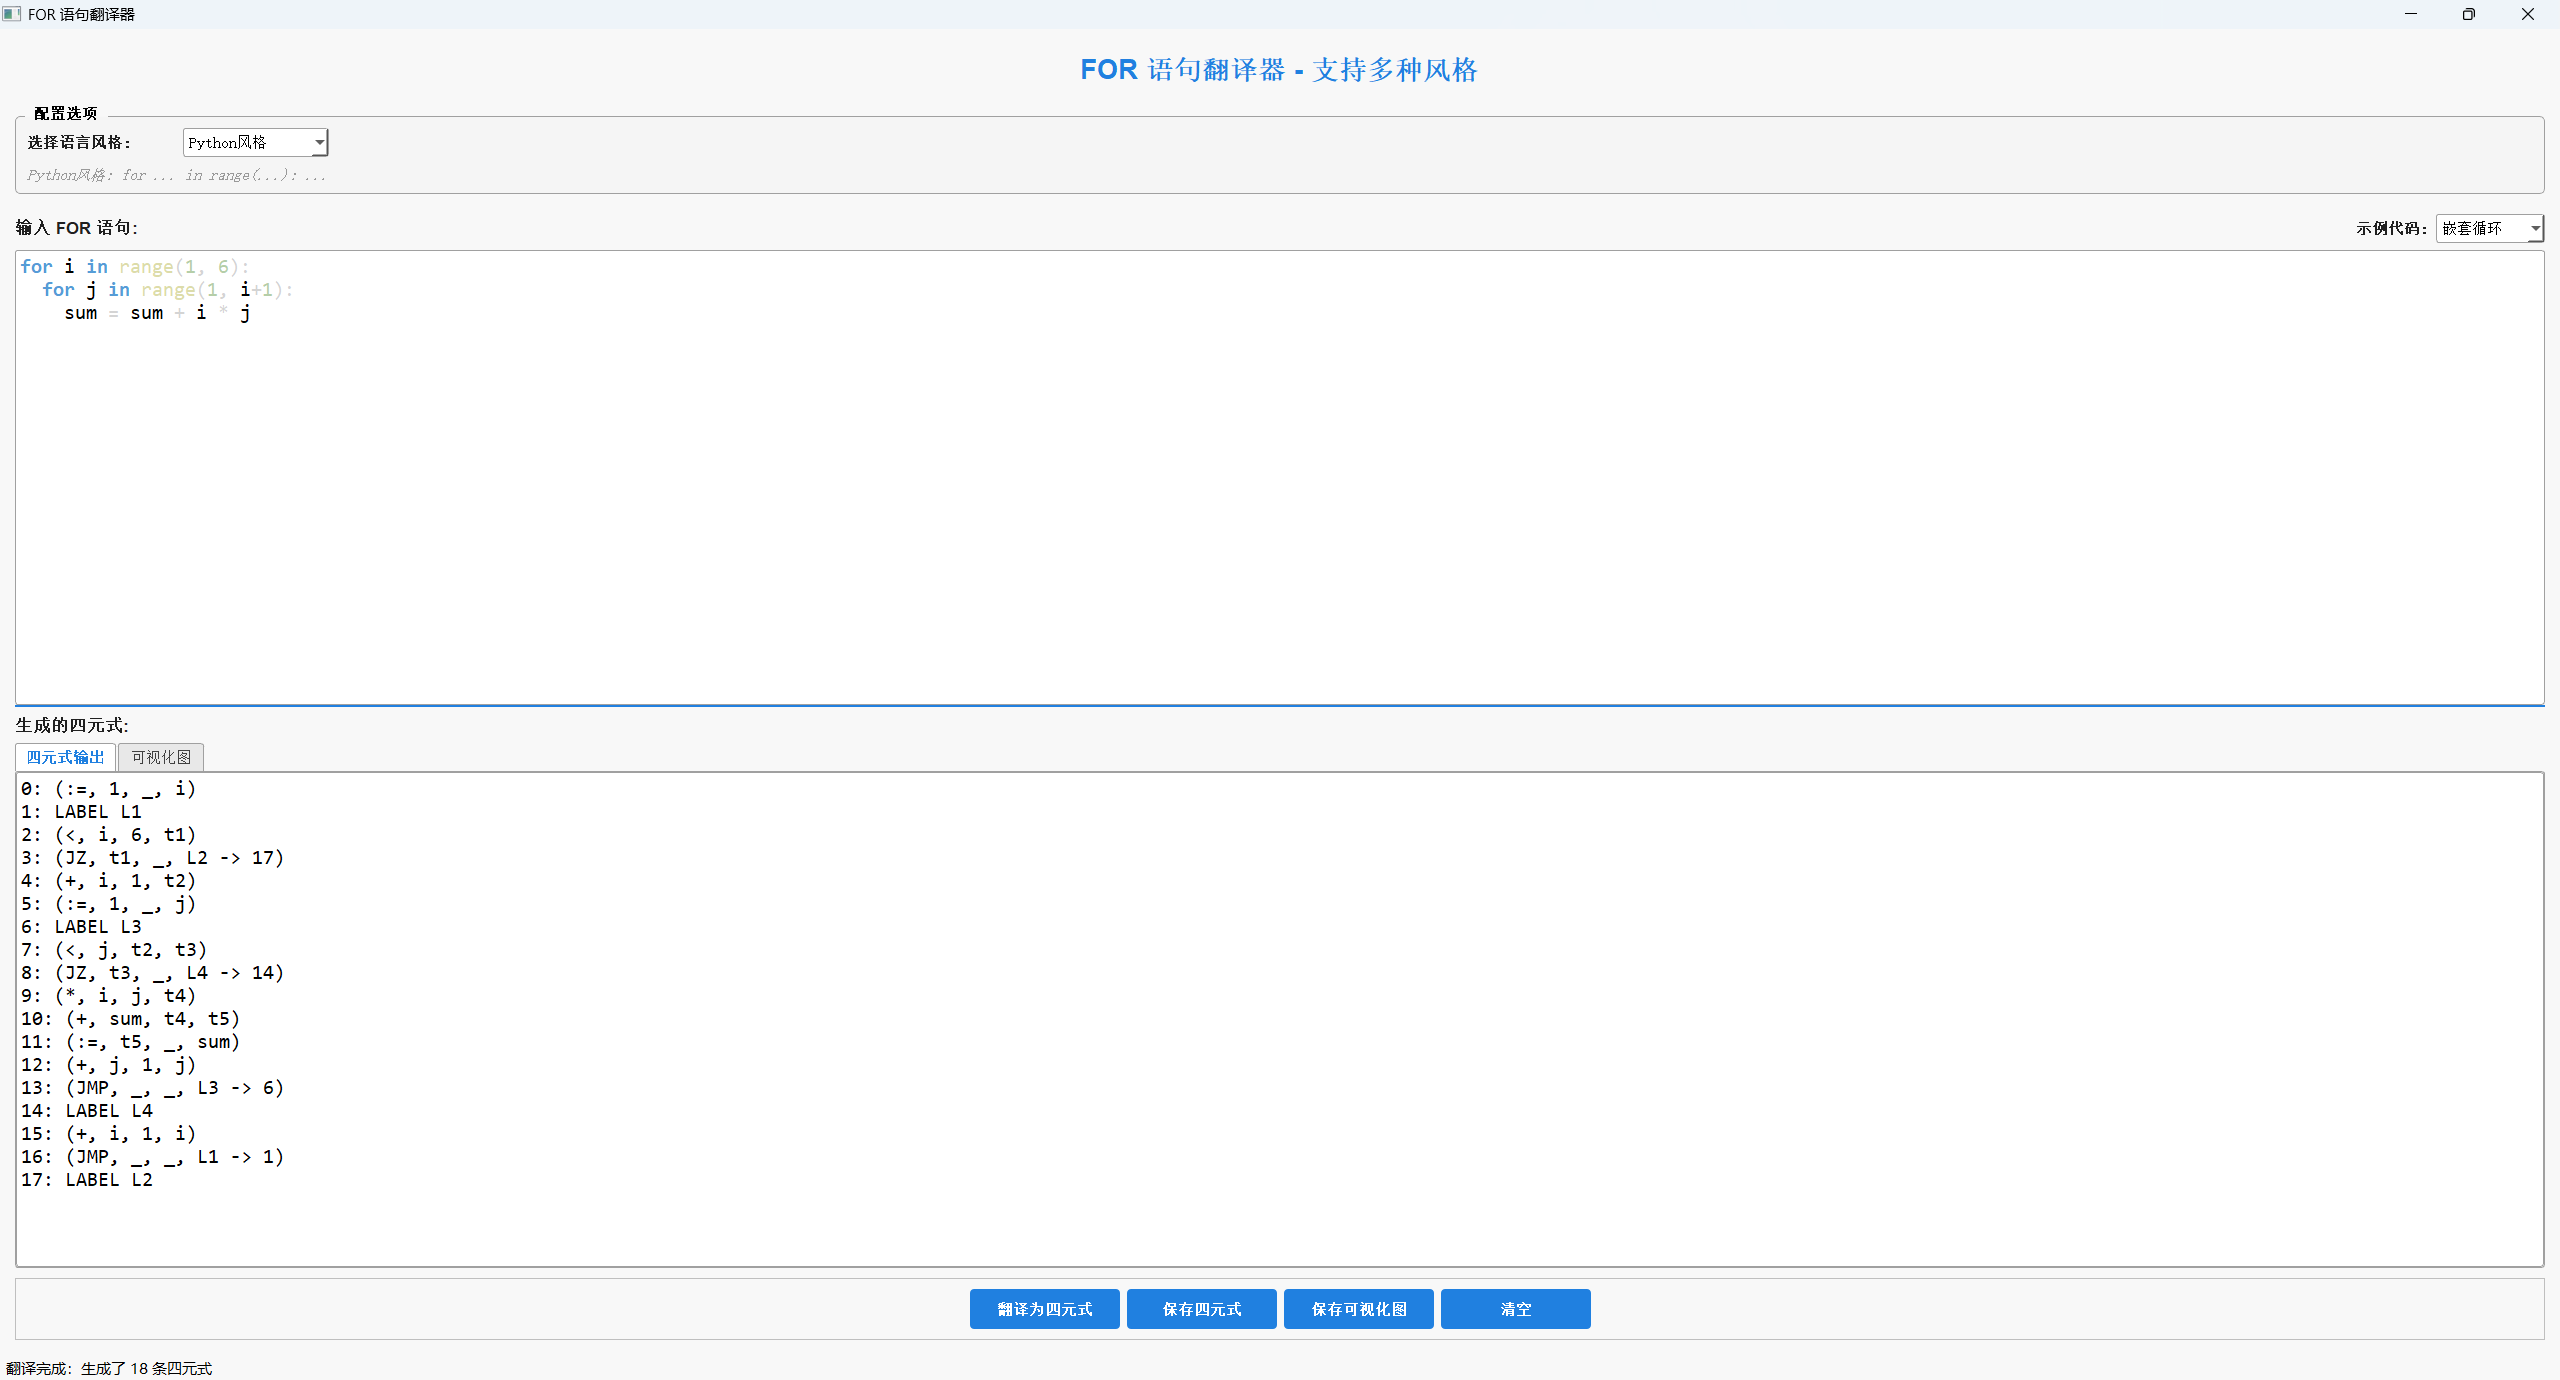 FOR 语句翻译器
FOR 语句翻译器 - 支持多种风格
配置选项
选择语言风格： Python风格
Python风格: for ... in range(...): ...
输入 FOR 语句:
示例代码： 嵌套循环
for i in range(1, 6):
  for j in range(1, i+1):
    sum = sum + i * j
生成的四元式:
四元式输出 可视化图
0: (:=, 1, _, i)
1: LABEL L1
2: (<, i, 6, t1)
3: (JZ, t1, _, L2 -> 17)
4: (+, i, 1, t2)
5: (:=, 1, _, j)
6: LABEL L3
7: (<, j, t2, t3)
8: (JZ, t3, _, L4 -> 14)
9: (*, i, j, t4)
10: (+, sum, t4, t5)
11: (:=, t5, _, sum)
12: (+, j, 1, j)
13: (JMP, _, _, L3 -> 6)
14: LABEL L4
15: (+, i, 1, i)
16: (JMP, _, _, L1 -> 1)
17: LABEL L2
翻译为四元式 保存四元式 保存可视化图 清空
翻译完成：生成了 18 条四元式